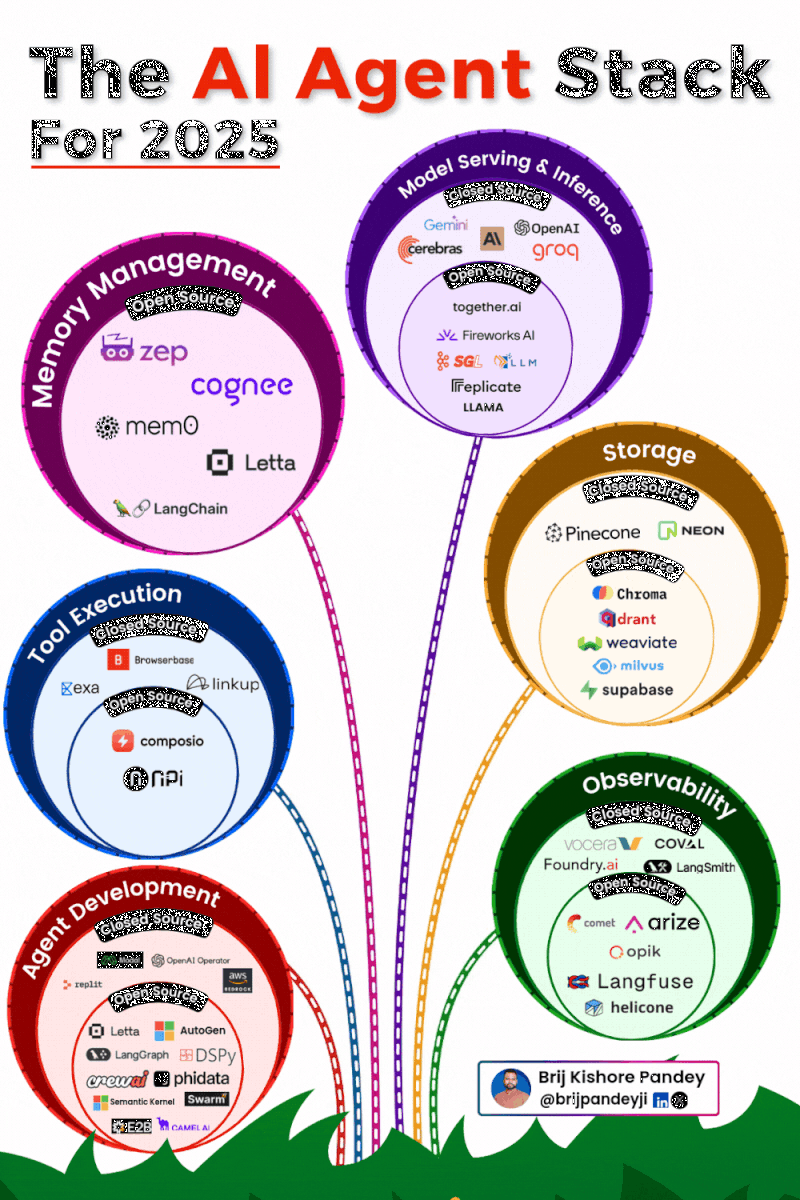 The AI Agent Stack
For 2025
Model Serving & Inference
Closed Source
Gemini
OpenAI
cerebras
AI
groq
Open Source
together.ai
Fireworks AI
SGL
LLM
replicate
LLAMA
Memory Management
Open Source
zep
cognee
mem0
Letta
LangChain
Storage
Closed Source
Pinecone
NEON
Open Source
Chroma
drant
weaviate
milvus
supabase
Tool Execution
Closed Source
Browserbase
exa
linkup
Open Source
composio
Observability
Closed Source
vocera
COVAL
Foundry.ai
LangSmith
Open Source
comet
arize
opik
Langfuse
helicone
Agent Development
Closed Source
OpenAI Operator
replit
aws
BEDROCK
Open Source
Letta
AutoGen
LangGraph
DSPy
crewai
phidata
Semantic Kernel
Swarm
E2B
CAMEL AI
Brij Kishore Pandey
@brijpandeyji
in